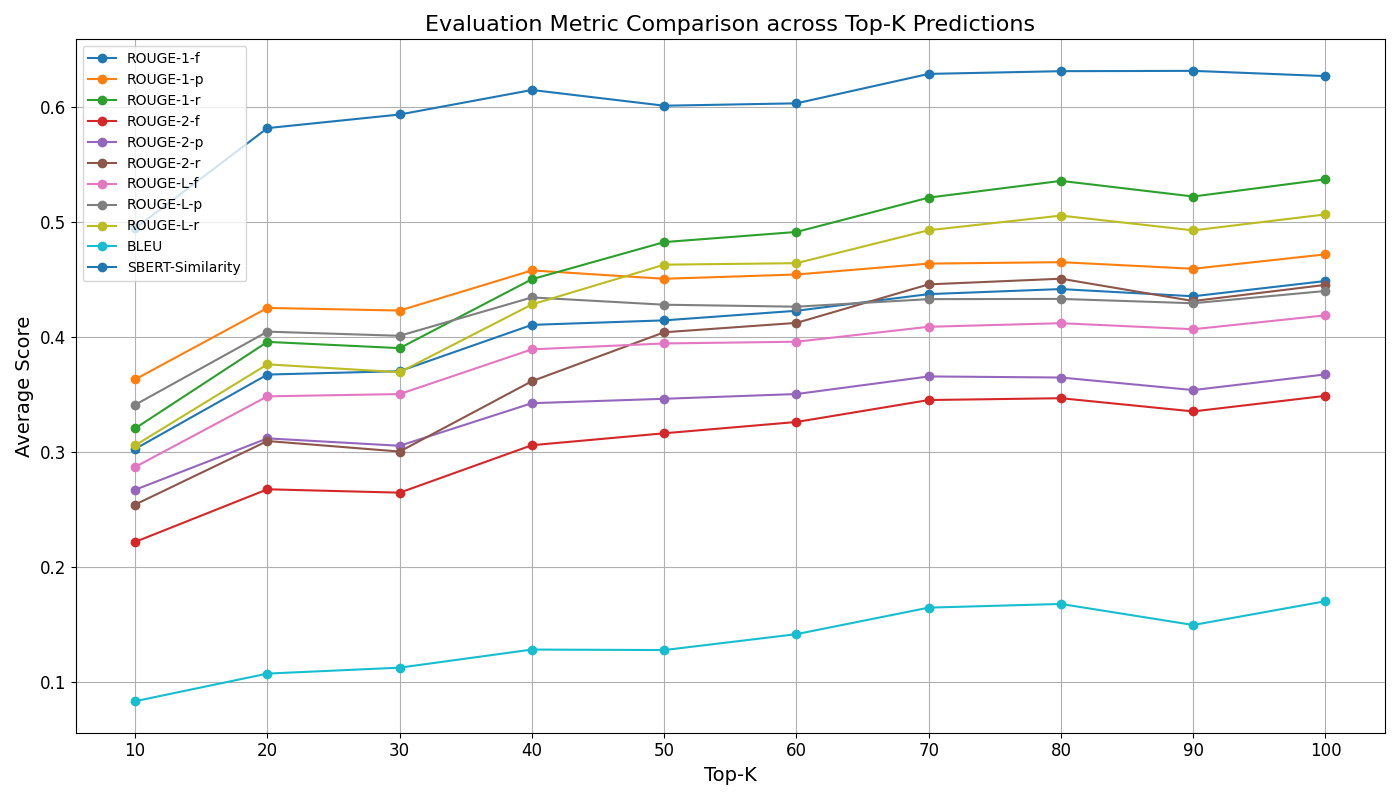 Evaluation Metric Comparison across Top-K Predictions
ROUGE-1-f
ROUGE-1-p
ROUGE-1-r
ROUGE-2-f
ROUGE-2-p
ROUGE-2-r
ROUGE-L-f
ROUGE-L-p
ROUGE-L-r
BLEU
SBERT-Similarity
0.6
0.5
0.4
0.3
0.2
0.1
Average Score
10 20 30 40 50 60 70 80 90 100
Top-K